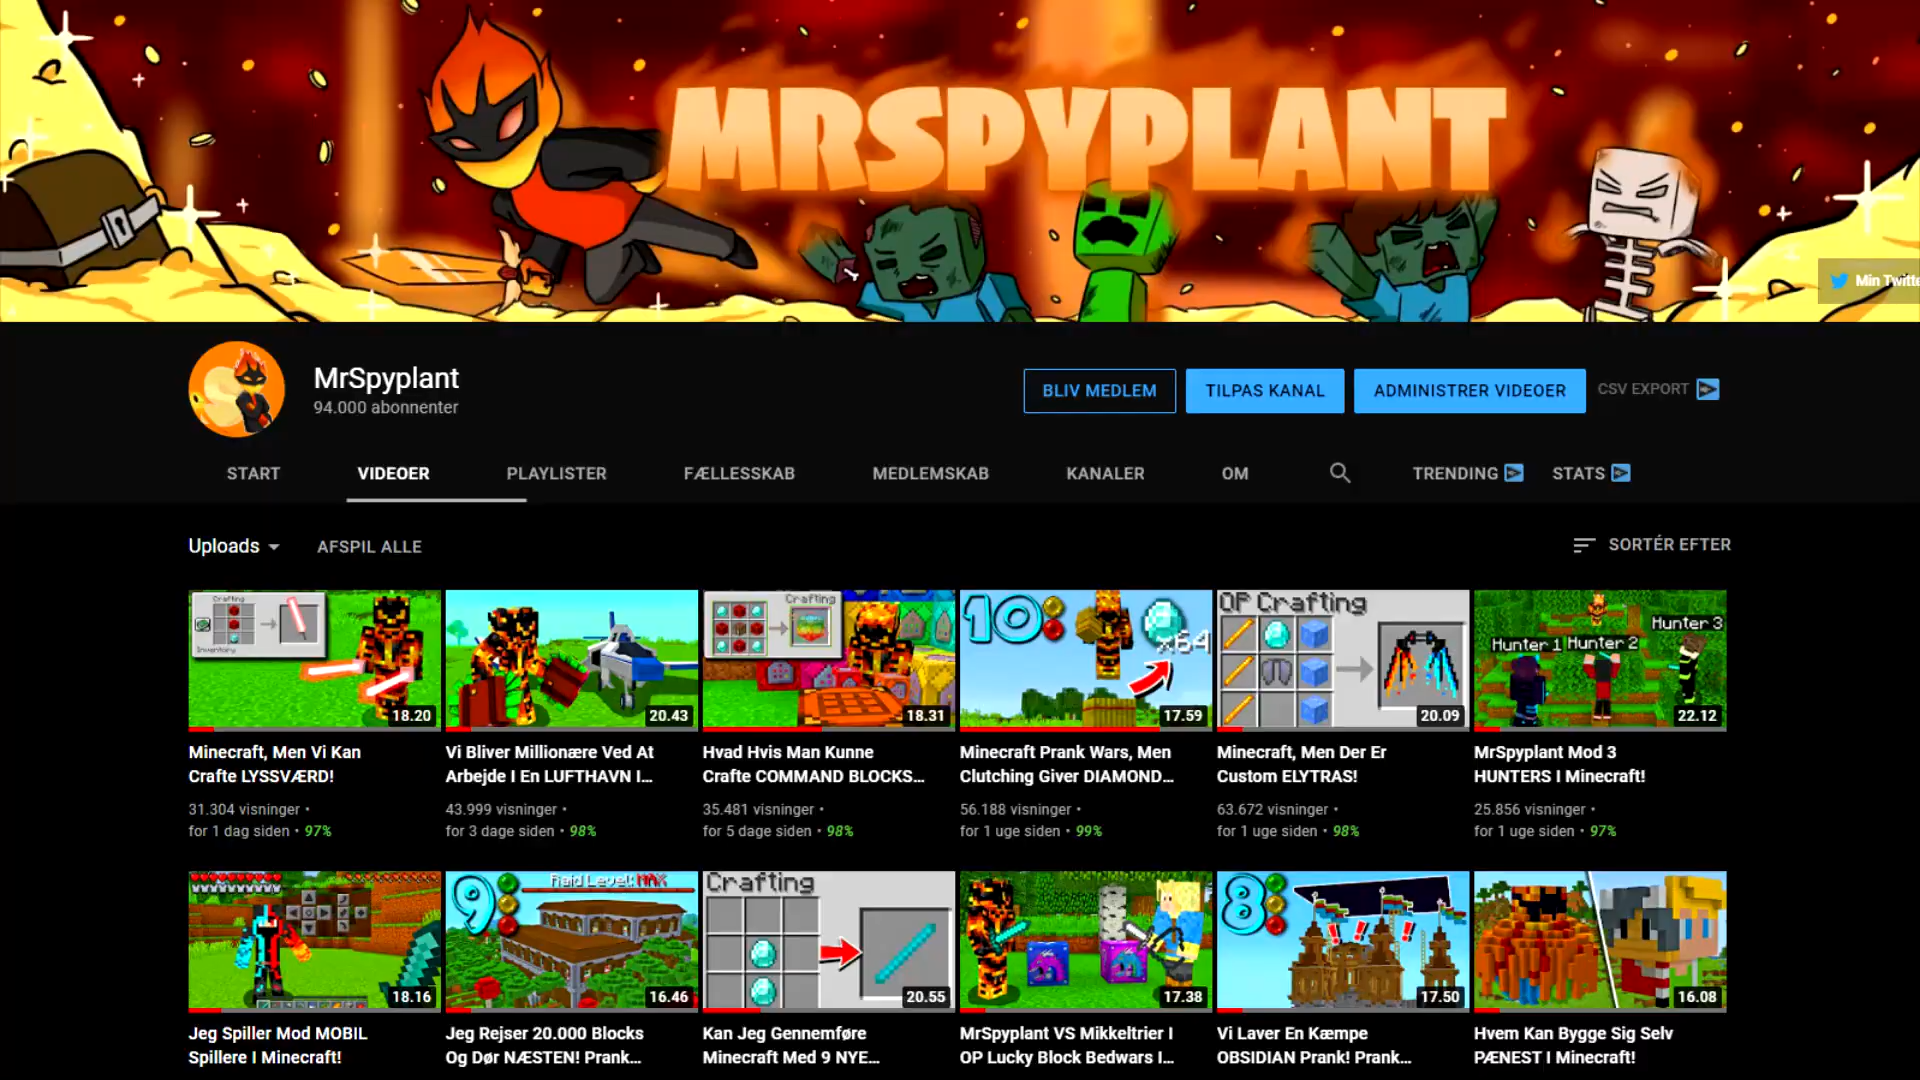 MRSPYPLANT
Min Twitte
MrSpyplant
94.000 abonnenter
BLIV MEDLEM
TILPAS KANAL
ADMINISTRER VIDEOER
CSV EXPORT
START
VIDEOER
PLAYLISTER
FÆLLESSKAB
MEDLEMSKAB
KANALER
OM
TRENDING
STATS
Uploads
AFSPIL ALLE
SORTÉR EFTER
Crafting
Inventory
18.20
20.43
Crafting
18.31
10
x64
17.59
OP Crafting
20.09
Hunter 1
Hunter 2
Hunter 3
22.12
Minecraft, Men Vi Kan
Crafte LYSSVÆRD!
31.304 visninger •
for 1 dag siden • 97%
Vi Bliver Millionære Ved At
Arbejde I En LUFTHAVN I...
43.999 visninger •
for 3 dage siden • 98%
Hvad Hvis Man Kunne
Crafte COMMAND BLOCKS...
35.481 visninger •
for 5 dage siden • 98%
Minecraft Prank Wars, Men
Clutching Giver DIAMOND...
56.188 visninger •
for 1 uge siden • 99%
Minecraft, Men Der Er
Custom ELYTRAS!
63.672 visninger •
for 1 uge siden • 98%
MrSpyplant Mod 3
HUNTERS I Minecraft!
25.856 visninger •
for 1 uge siden • 97%
18.16
9
Raid Level: MAX
16.46
Crafting
20.55
17.38
8
!! !
17.50
16.08
Jeg Spiller Mod MOBIL
Spillere I Minecraft!
Jeg Rejser 20.000 Blocks
Og Dør NÆSTEN! Prank...
Kan Jeg Gennemføre
Minecraft Med 9 NYE...
MrSpyplant VS Mikkeltrier I
OP Lucky Block Bedwars I...
Vi Laver En Kæmpe
OBSIDIAN Prank! Prank...
Hvem Kan Bygge Sig Selv
PÆNEST I Minecraft!